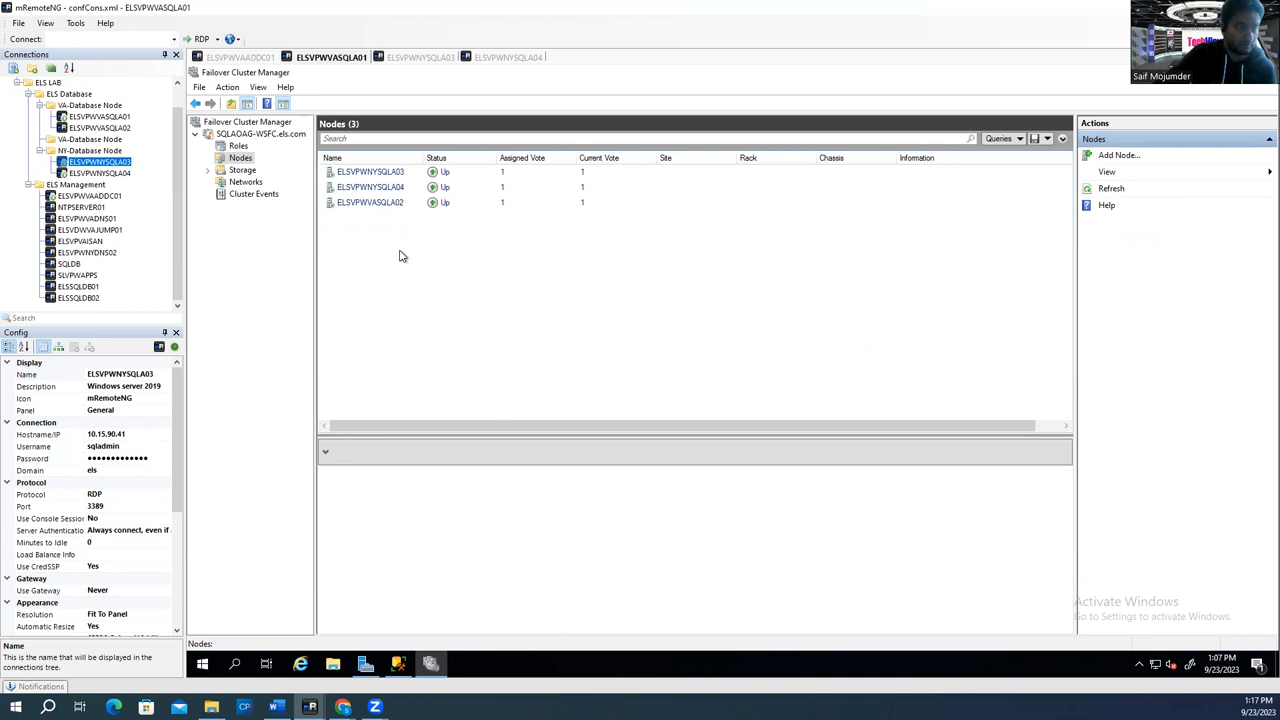 mRemoteNG - confCons.xml - ELSVPWVASQLA01
File View Tools Help
Connect: RDP
Connections
ELS LAB
ELS Database
VA-Database Node
ELSVPWVASQLA01
ELSVPWVASQLA02
VA-Database Node
NY-Database Node
ELSVPWNYSQLA03
ELSVPWNYSQLA04
ELS Management
ELSVPWVAADDC01
NTPSERVER01
ELSVPWVADNS01
ELSVDWVAJUMP01
ELSVPVAISAN
ELSVPWNYDNS02
SQLDB
SLVPWAPPS
ELSSQLDB01
ELSSQLDB02
Search
Config
Display
Name ELSVPWNYSQLA03
Description Windows server 2019
Icon mRemoteNG
Panel General
Connection
Hostname/IP 10.15.90.41
Username sqladmin
Password ●●●●●●●●●●●●●
Domain els
Protocol
Protocol RDP
Port 3389
Use Console Session No
Server Authenticatio Always connect, even if
Minutes to Idle 0
Load Balance Info
Use CredSSP Yes
Gateway
Use Gateway Never
Appearance
Resolution Fit To Panel
Automatic Resize Yes
Name
This is the name that will be displayed in the connections tree.
Notifications
ELSVPWVAADDC01 ELSVPWVASQLA01 ELSVPWNYSQLA03 ELSVPWNYSQLA04
Failover Cluster Manager
File Action View Help
Failover Cluster Manager
SQLAOAG-WSFC.els.com
Roles
Nodes
Storage
Networks
Cluster Events
Nodes (3)
Search Queries
Name Status Assigned Vote Current Vote Site Rack Chassis Information
ELSVPWNYSQLA03 Up 1 1
ELSVPWNYSQLA04 Up 1 1
ELSVPWVASQLA02 Up 1 1
Actions
Nodes
Add Node...
View
Refresh
Help
Saif Mojumder
Activate Windows
Go to Settings to activate Windows.
Nodes:
1:07 PM
9/23/2023
1:17 PM
9/23/2023